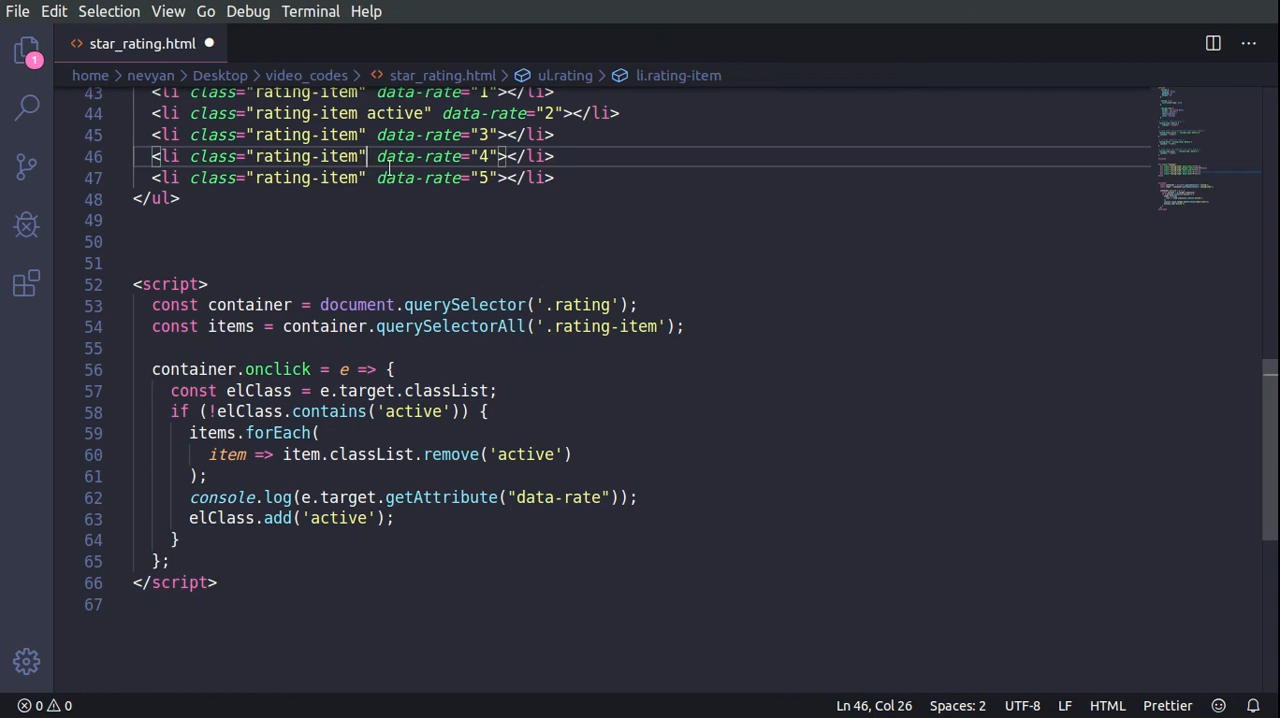 File Edit Selection View Go Debug Terminal Help
star_rating.html
1
home > nevyan > Desktop > video_codes > star_rating.html > ul.rating > li.rating-item
43 <li class="rating-item" data-rate="1"></li>
44 <li class="rating-item active" data-rate="2"></li>
45 <li class="rating-item" data-rate="3"></li>
46 <li class="rating-item" data-rate="4"></li>
47 <li class="rating-item" data-rate="5"></li>
48 </ul>
49
50
51
52 <script>
53 const container = document.querySelector('.rating');
54 const items = container.querySelectorAll('.rating-item');
55
56 container.onclick = e => {
57 const elClass = e.target.classList;
58 if (!elClass.contains('active')) {
59 items.forEach(
60 item => item.classList.remove('active')
61 );
62 console.log(e.target.getAttribute("data-rate"));
63 elClass.add('active');
64 }
65 };
66 </script>
67
0 0 Ln 46, Col 26 Spaces: 2 UTF-8 LF HTML Prettier